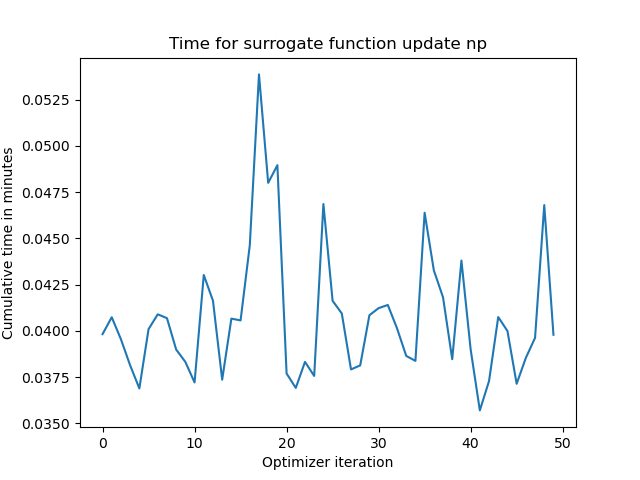 Time for surrogate function update np
Cumulative time in minutes
0.0525
0.0500
0.0475
0.0450
0.0425
0.0400
0.0375
0.0350
0 10 20 30 40 50
Optimizer iteration